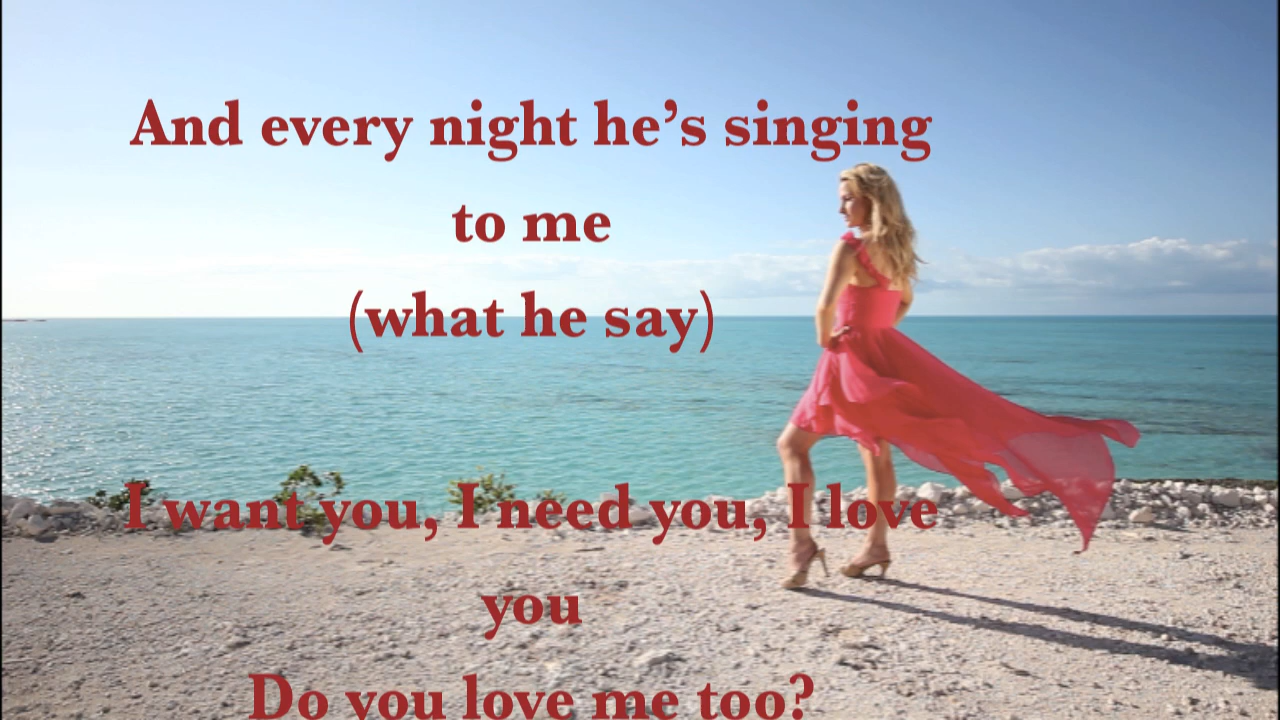 And every night he’s singing
to me
(what he say)
I want you, I need you, I love
you
Do you love me too?